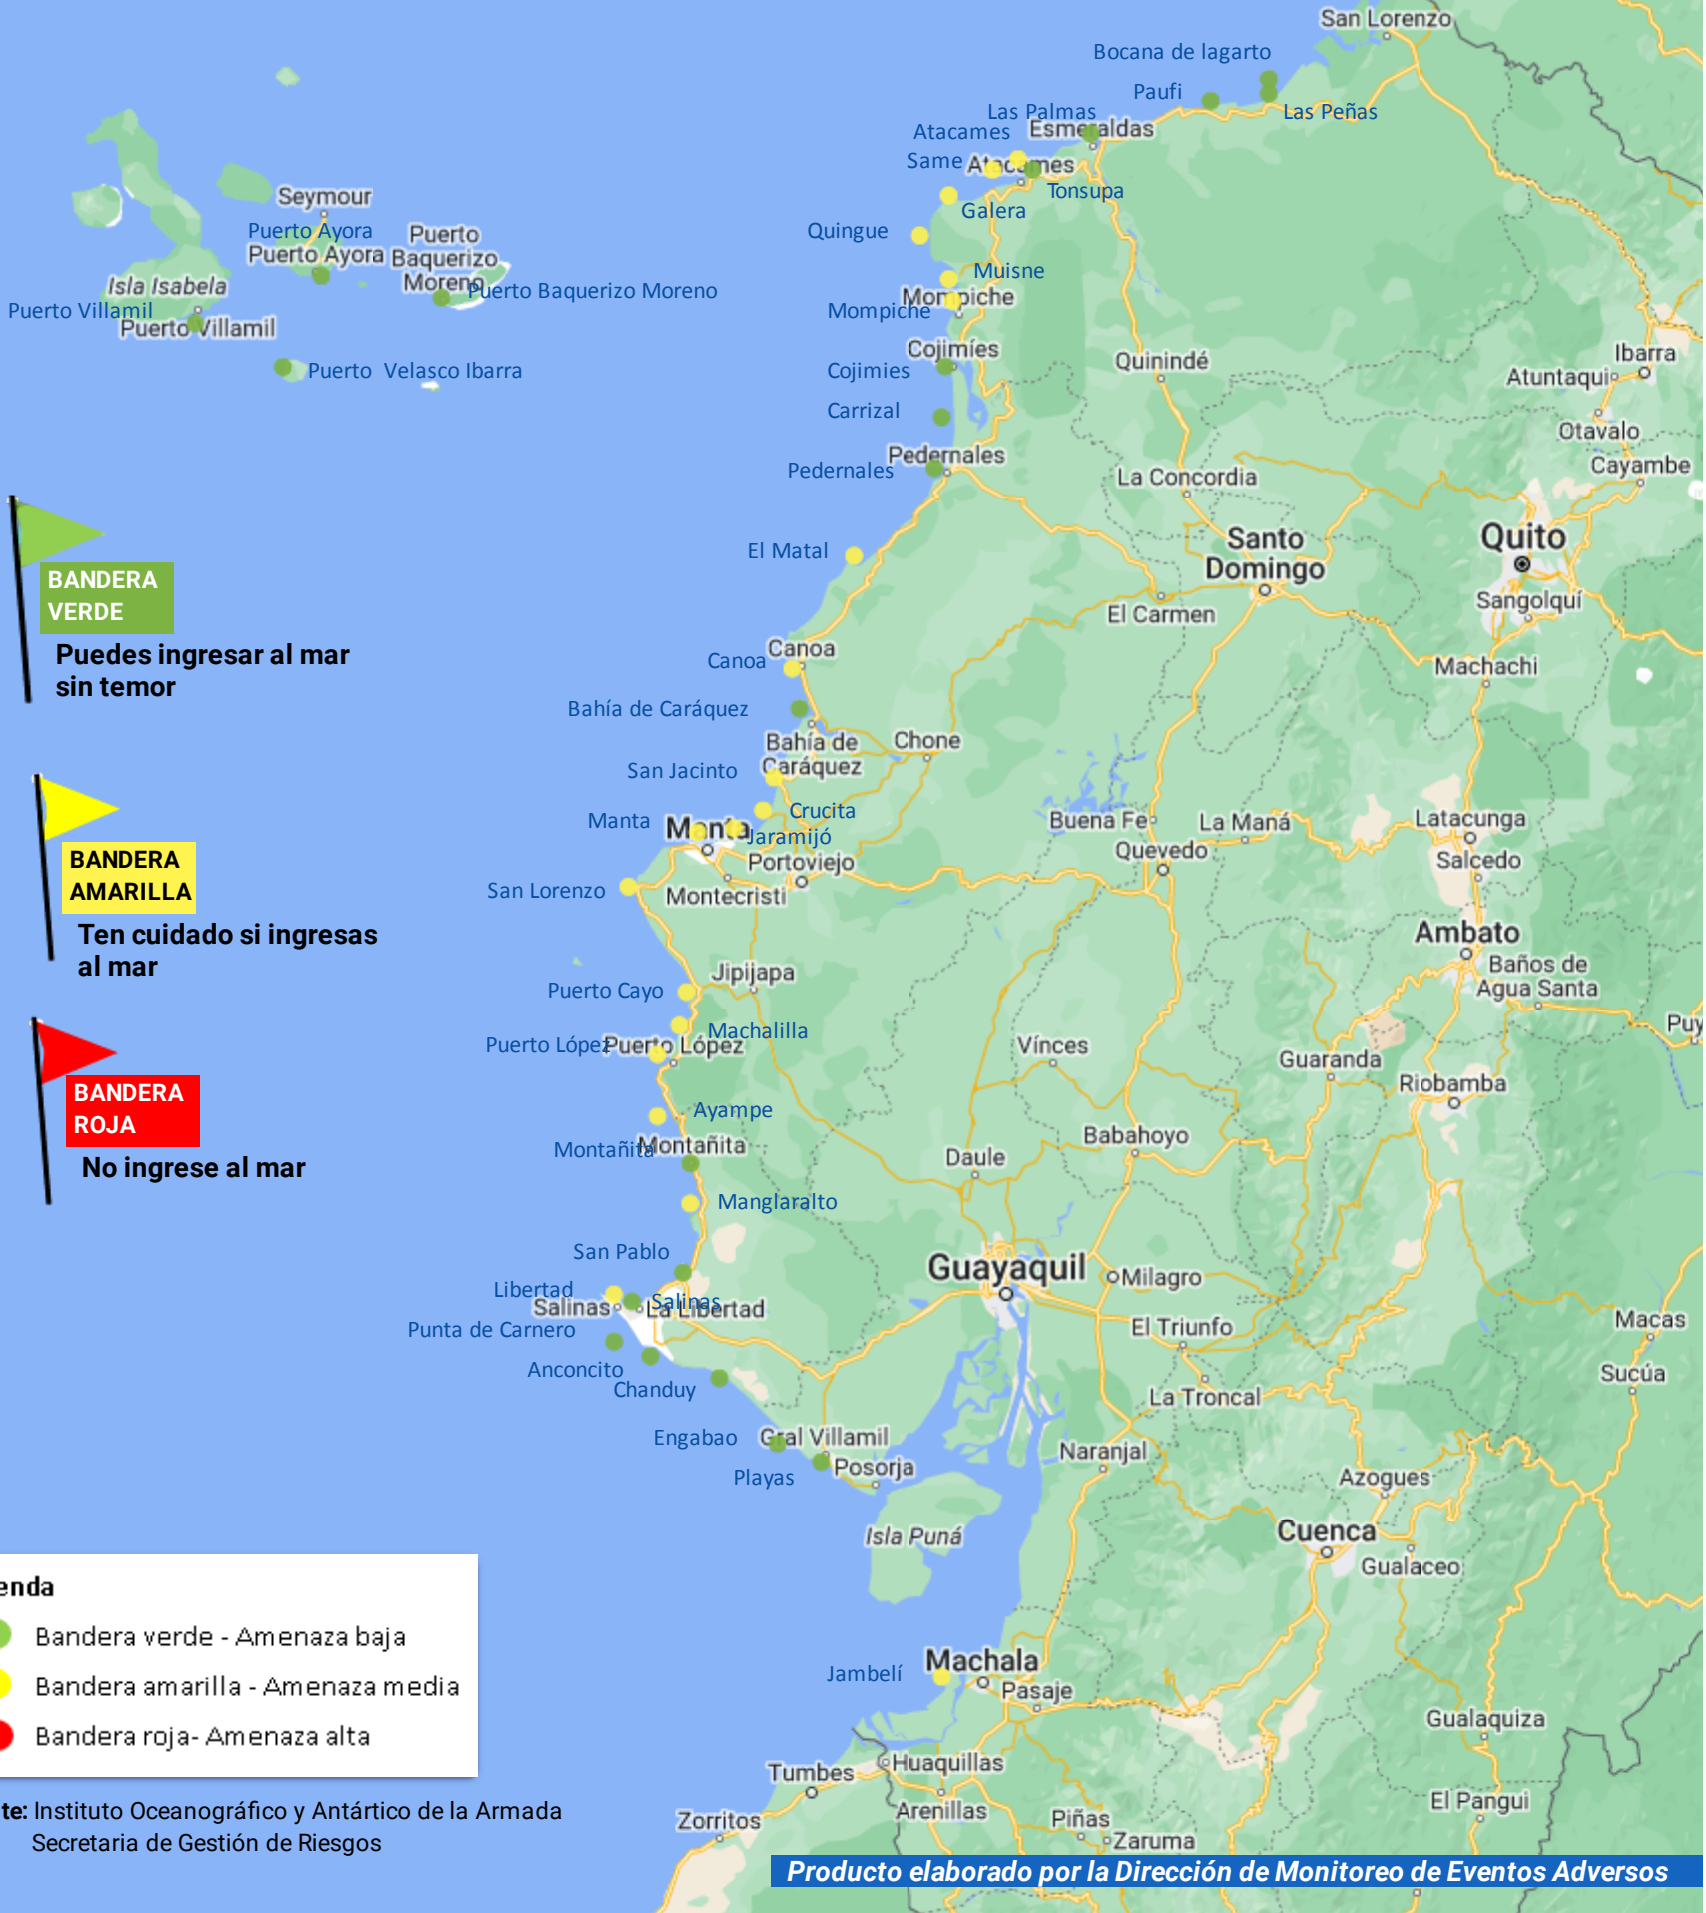 San Lorenzo
Bocana de lagarto
Paufi
Las Peñas
Las Palmas
Esmeraldas
Atacames
Same
Atacames
Tonsupa
Galera
Quingue
Muisne
Mompiche
Mompiche
Cojimíes
Cojimies
Carrizal
Pedernales
Pedernales
El Matal
Canoa
Canoa
Bahía de Caráquez
Bahía de
Caráquez
Chone
San Jacinto
Crucita
Manta
Manta
Jaramijó
Portoviejo
San Lorenzo
Montecristi
Jipijapa
Puerto Cayo
Machalilla
Puerto López
Puerto López
Ayampe
Montañita
Montañita
Manglaralto
San Pablo
Libertad
Salinas
Salinas
La Libertad
Punta de Carnero
Anconcito
Chanduy
Engabao
Gral Villamil
Playas
Posorja
Isla Puná
Jambelí
Machala
Pasaje
Tumbes
Huaquillas
Zorritos
Arenillas
Piñas
Zaruma
Seymour
Puerto Ayora
Puerto Ayora
Puerto
Baquerizo
Moreno
Puerto Baquerizo Moreno
Isla Isabela
Puerto Villamil
Puerto Villamil
Puerto Velasco Ibarra
Quinindé
Ibarra
Atuntaqui
Otavalo
Cayambe
La Concordia
Santo
Domingo
Quito
Sangolquí
El Carmen
Machachi
Buena Fe
La Maná
Latacunga
Quevedo
Salcedo
Ambato
Baños de
Agua Santa
Puy
Vínces
Guaranda
Riobamba
Babahoyo
Daule
Guayaquil
Milagro
El Triunfo
Macas
Sucúa
La Troncal
Naranjal
Azogues
Cuenca
Gualaceo
Gualaquiza
El Pangui
BANDERA
VERDE
Puedes ingresar al mar
sin temor
BANDERA
AMARILLA
Ten cuidado si ingresas
al mar
BANDERA
ROJA
No ingrese al mar
enda
Bandera verde - Amenaza baja
Bandera amarilla - Amenaza media
Bandera roja- Amenaza alta
te: Instituto Oceanográfico y Antártico de la Armada
Secretaria de Gestión de Riesgos
Producto elaborado por la Dirección de Monitoreo de Eventos Adversos